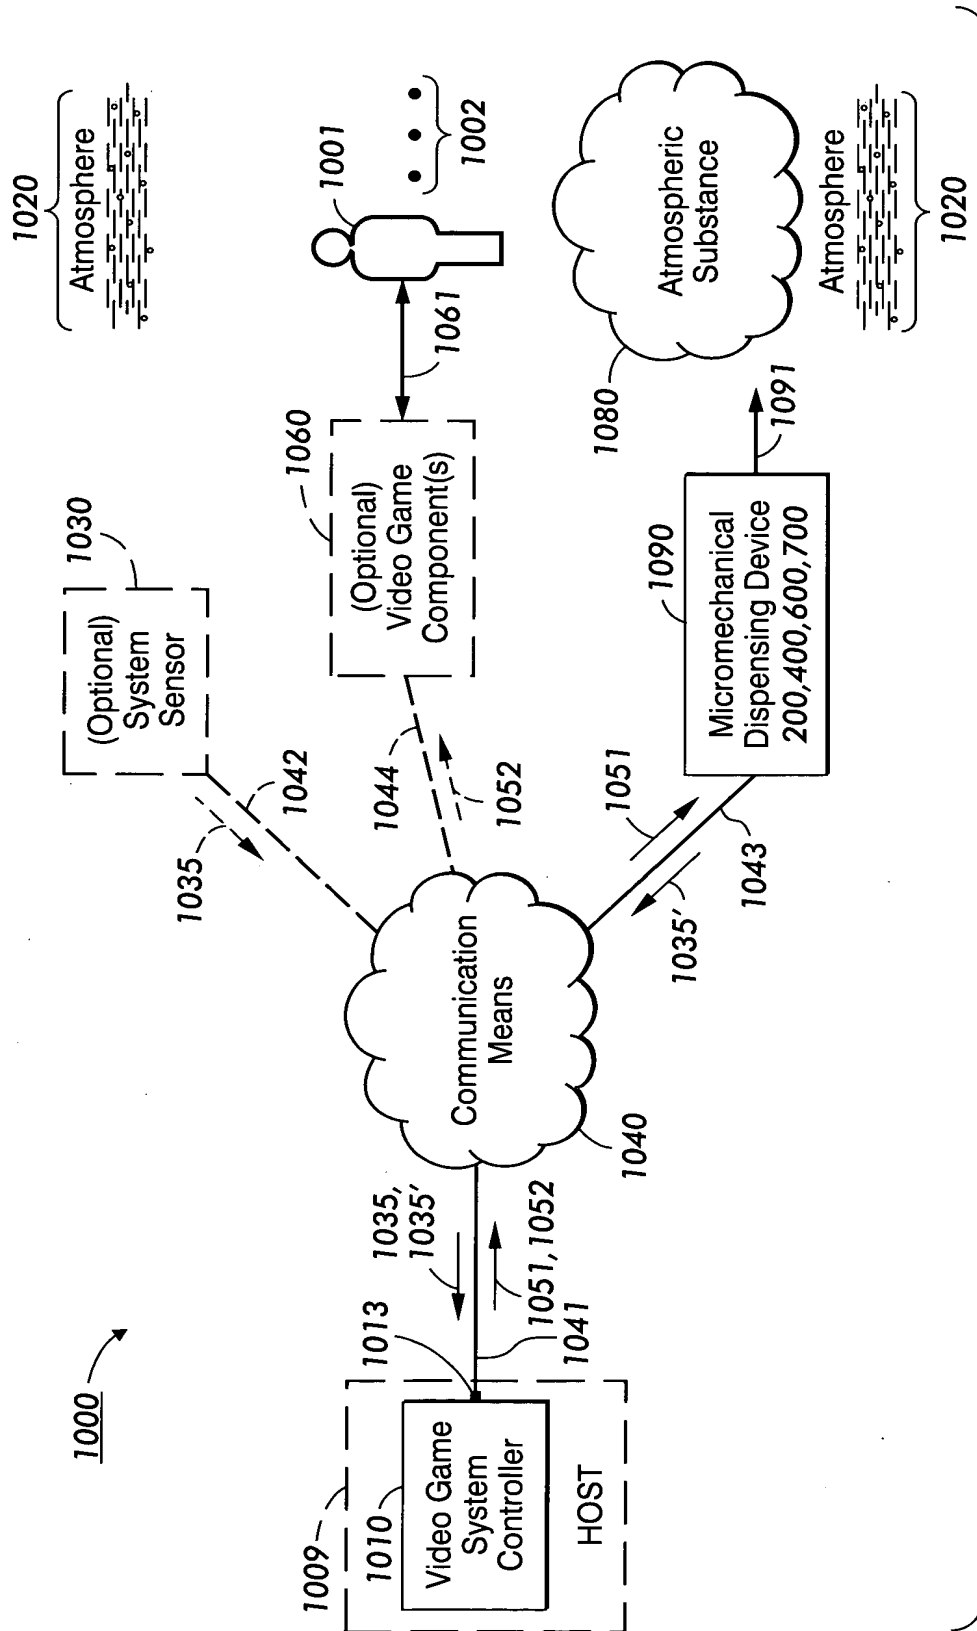 1000
1009
1010
Video Game
System
Controller
HOST
1013
1035,
1035'
1051,1052
1041
Communication
Means
1040
1035
1042
(Optional)
System
Sensor
1030
1044
1052
(Optional)
Video Game
Component(s)
1060
1061
1001
1002
1051
1035'
1043
Micromechanical
Dispensing Device
200,400,600,700
1090
1091
1080
Atmospheric
Substance
1020
Atmosphere
Atmosphere
1020